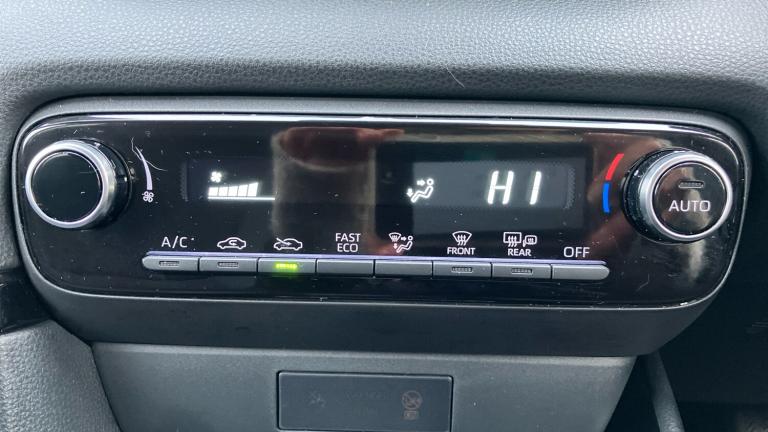 HI
AUTO
A/C
FAST
ECO
FRONT
REAR
OFF